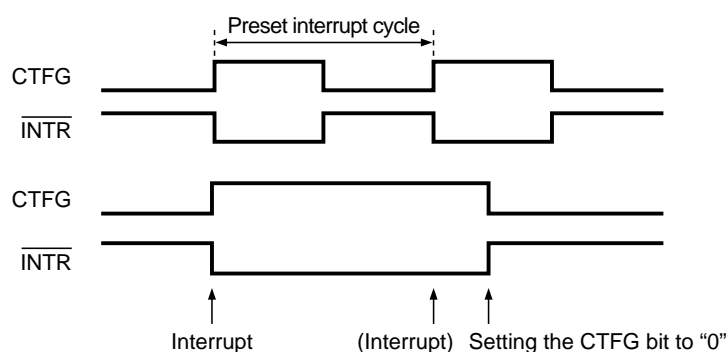 Preset interrupt cycle
CTFG
INTR
CTFG
INTR
Interrupt (Interrupt) Setting the CTFG bit to “0”